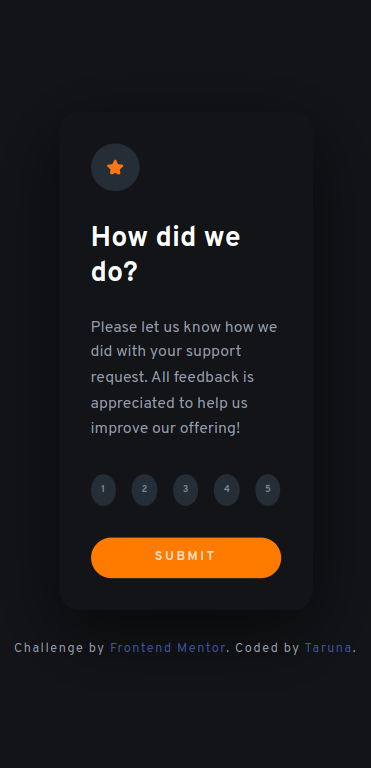 How did we
do?
Please let us know how we
did with your support
request. All feedback is
appreciated to help us
improve our offering!
1 2 3 4 5
SUBMIT
Challenge by Frontend Mentor. Coded by Taruna.